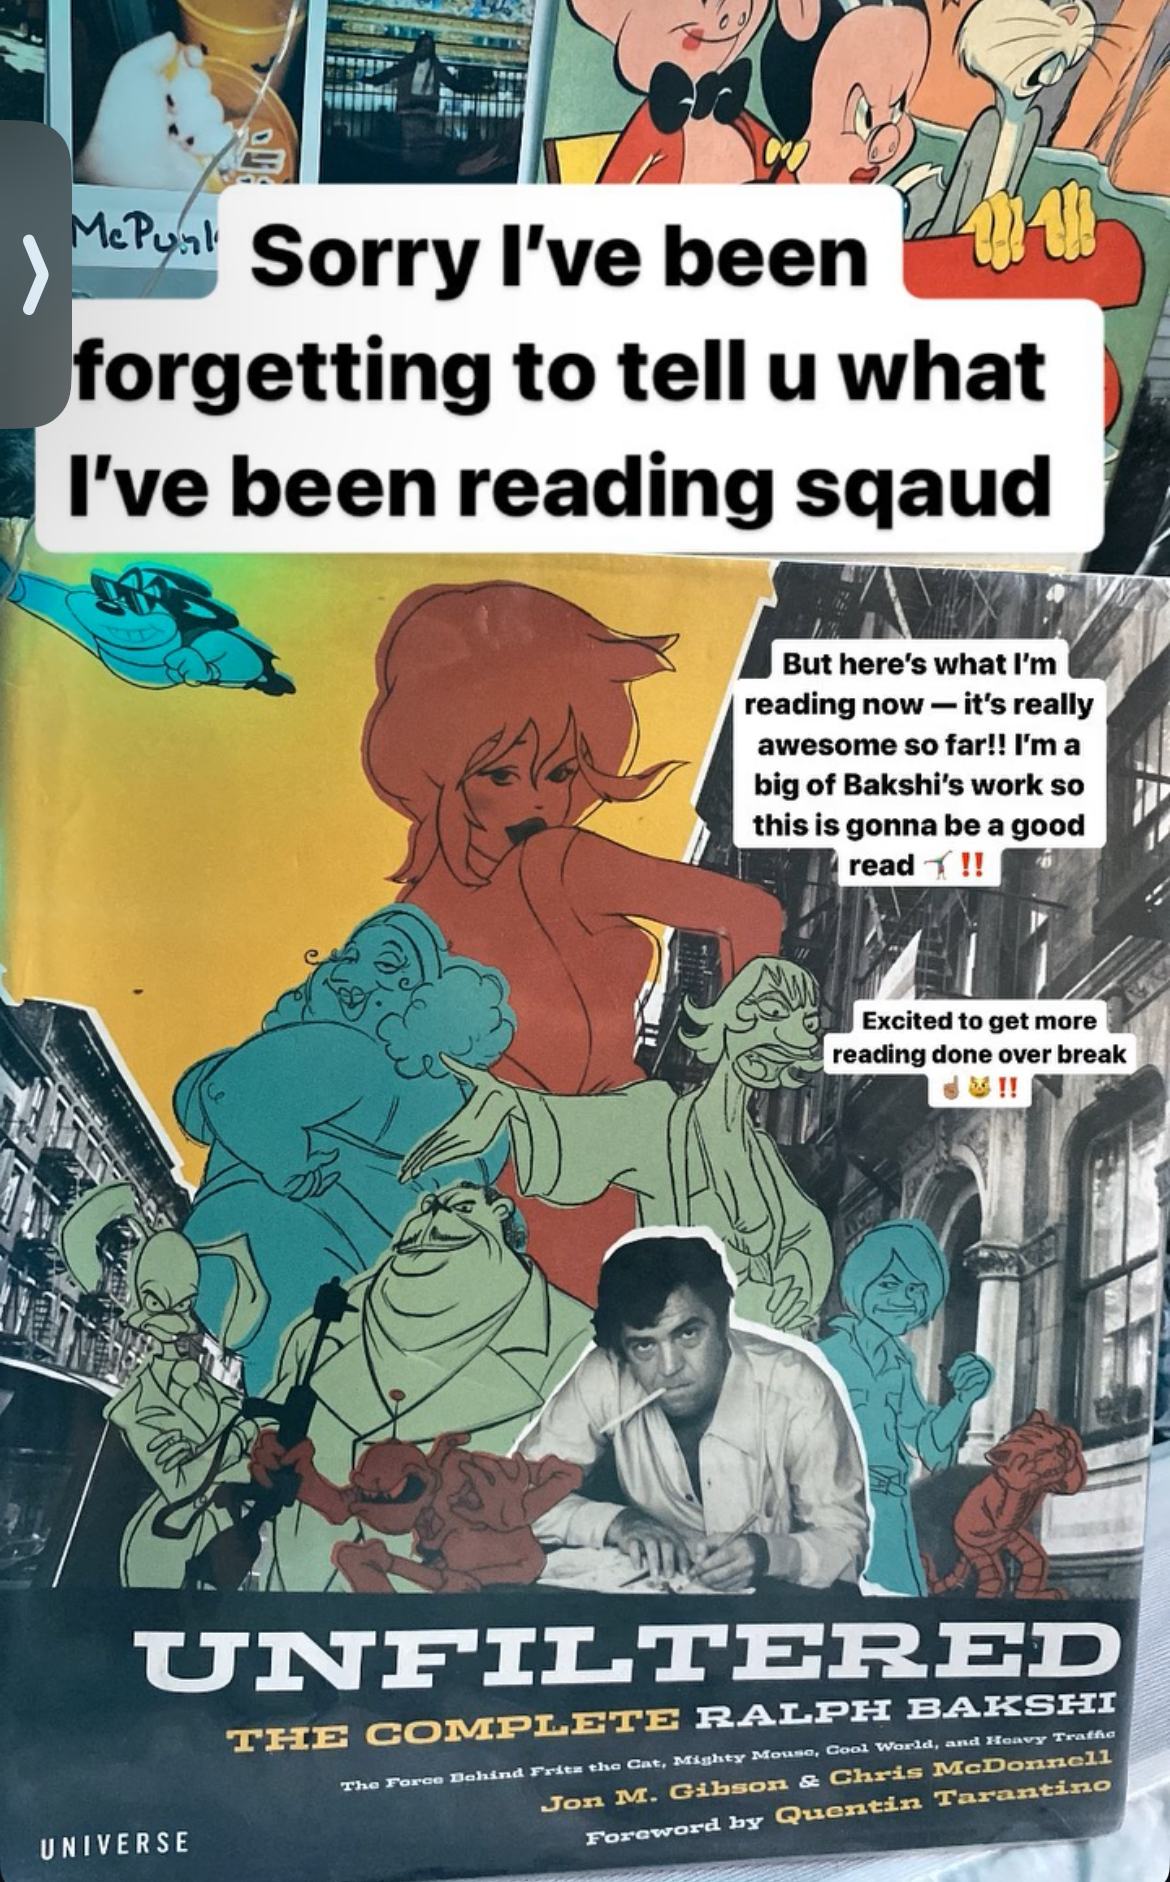 McPunk
Sorry I've been
forgetting to tell u what
I've been reading sqaud
But here's what I'm
reading now — it's really
awesome so far!! I'm a
big of Bakshi's work so
this is gonna be a good
read 🤸‍♀️‼️
Excited to get more
reading done over break
☝🏽😼‼️
UNFILTERED
THE COMPLETE RALPH BAKSHI
The Force Behind Fritz the Cat, Mighty Mouse, Cool World, and Heavy Traffic
Jon M. Gibson & Chris McDonnell
Foreword by Quentin Tarantino
UNIVERSE